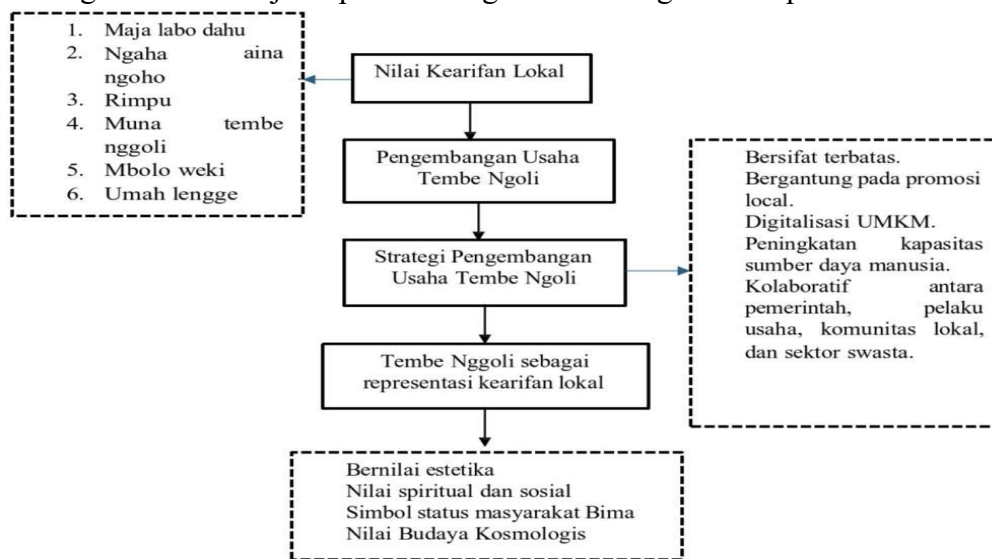 1. Maja labo dahu
2. Ngaha aina
ngoho
3. Rimpu
4. Muna tembe
nggoli
5. Mbolo weki
6. Umah lengge
Nilai Kearifan Lokal
Pengembangan Usaha
Tembe Ngoli
Strategi Pengembangan
Usaha Tembe Ngoli
Bersifat terbatas.
Bergantung pada promosi
local.
Digitalisasi UMKM.
Peningkatan kapasitas
sumber daya manusia.
Kolaboratif antara
pemerintah, pelaku
usaha, komunitas lokal,
dan sektor swasta.
Tembe Nggoli sebagai
representasi kearifan lokal
Bernilai estetika
Nilai spiritual dan sosial
Simbol status masyarakat Bima
Nilai Budaya Kosmologis